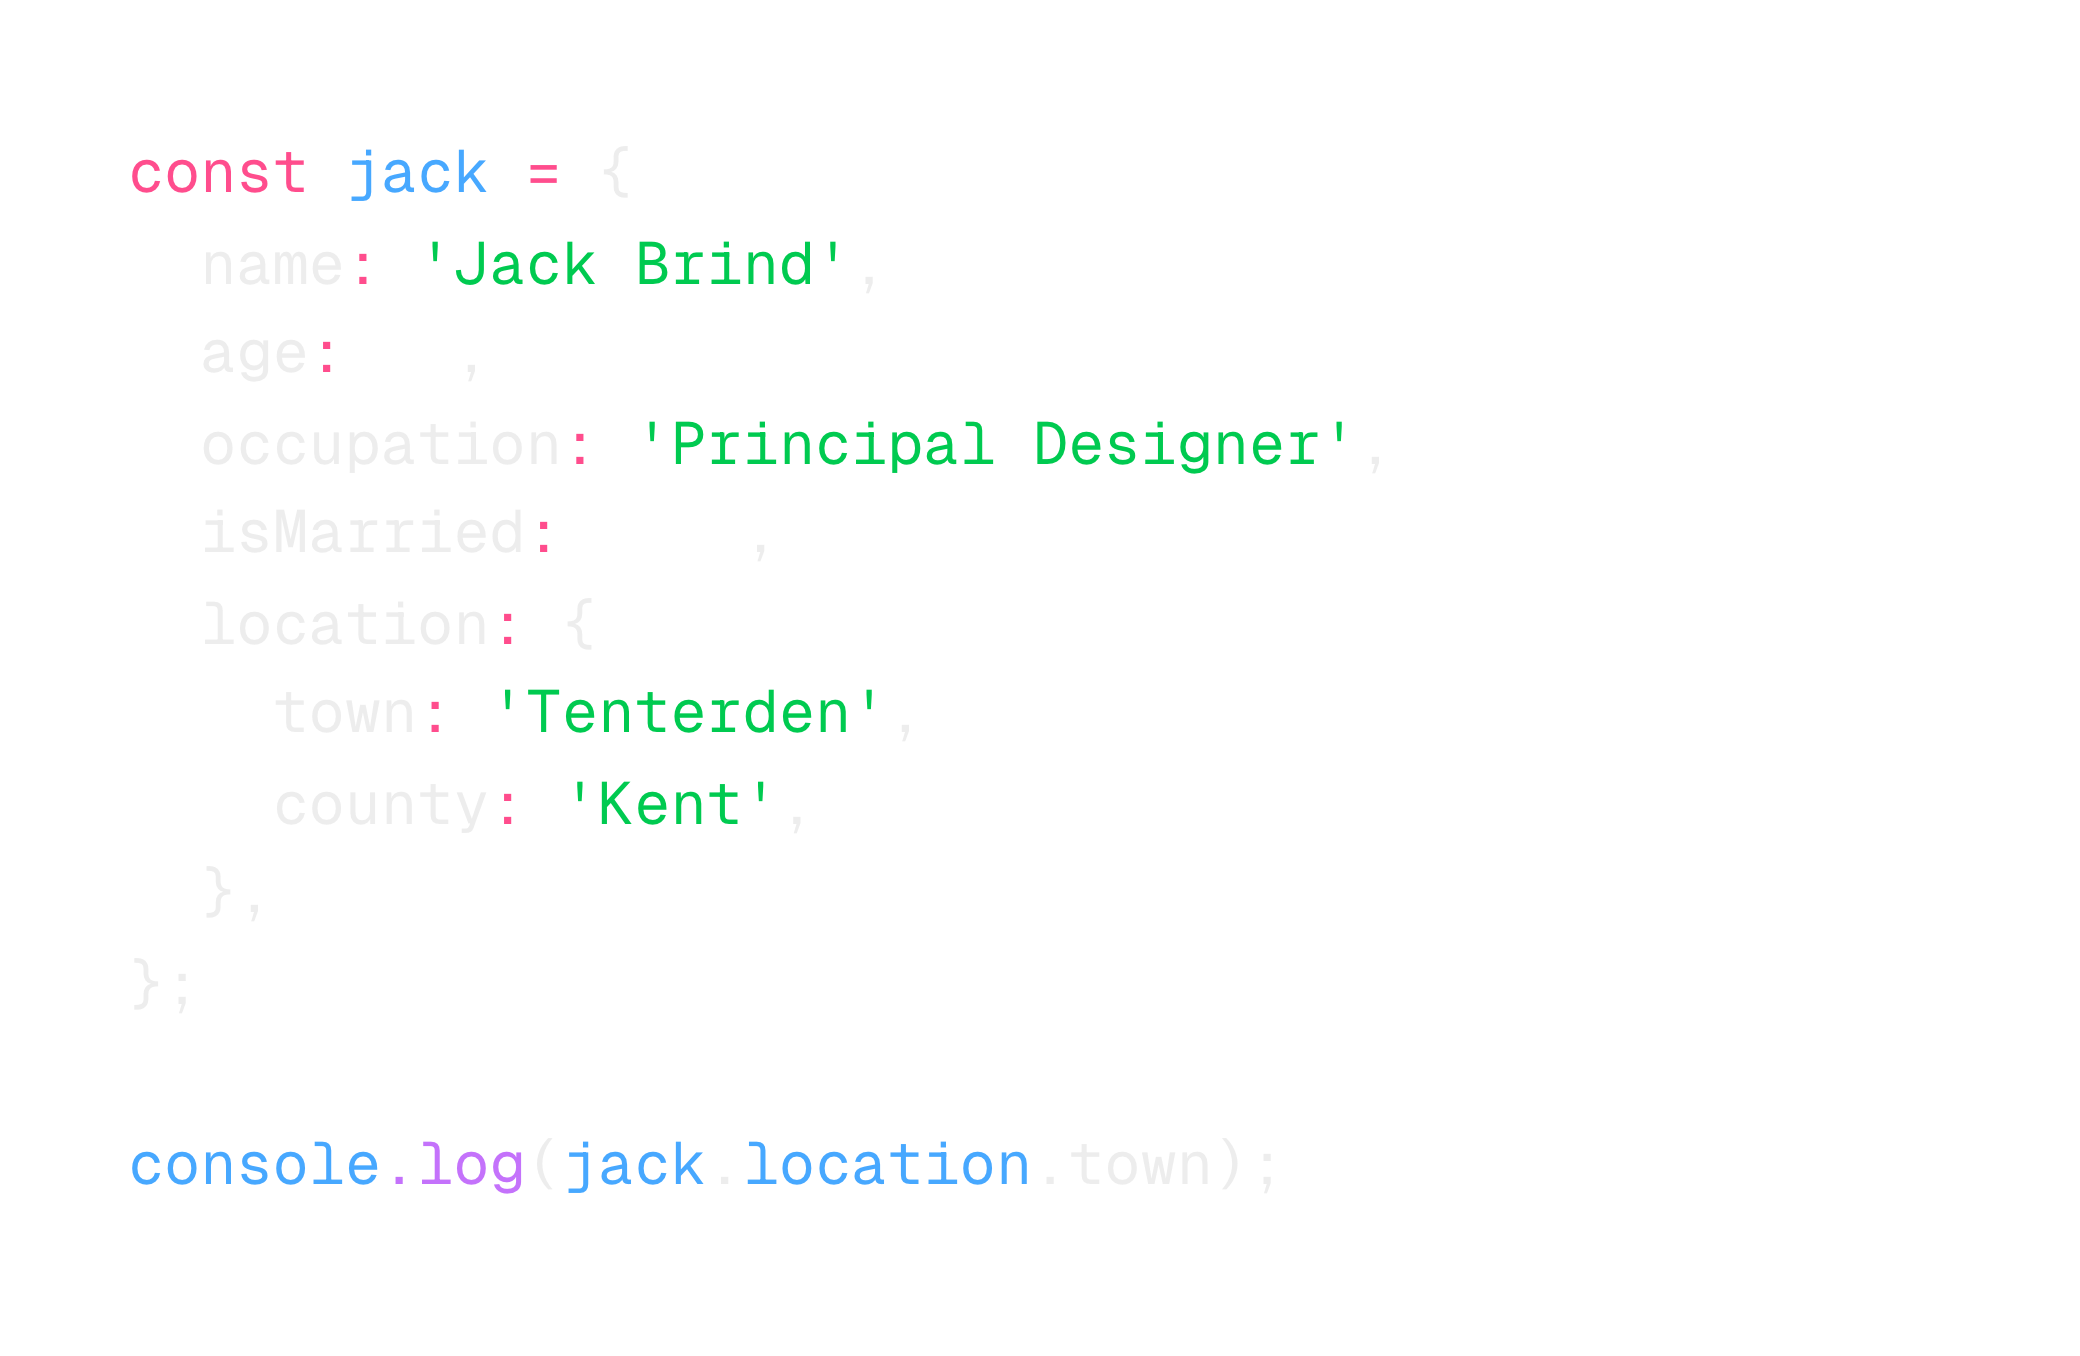 const jack = {
  name: 'Jack Brind',
  age: ,
  occupation: 'Principal Designer',
  isMarried: ,
  location: {
    town: 'Tenterden',
    county: 'Kent',
  },
};

console.log(jack.location.town);